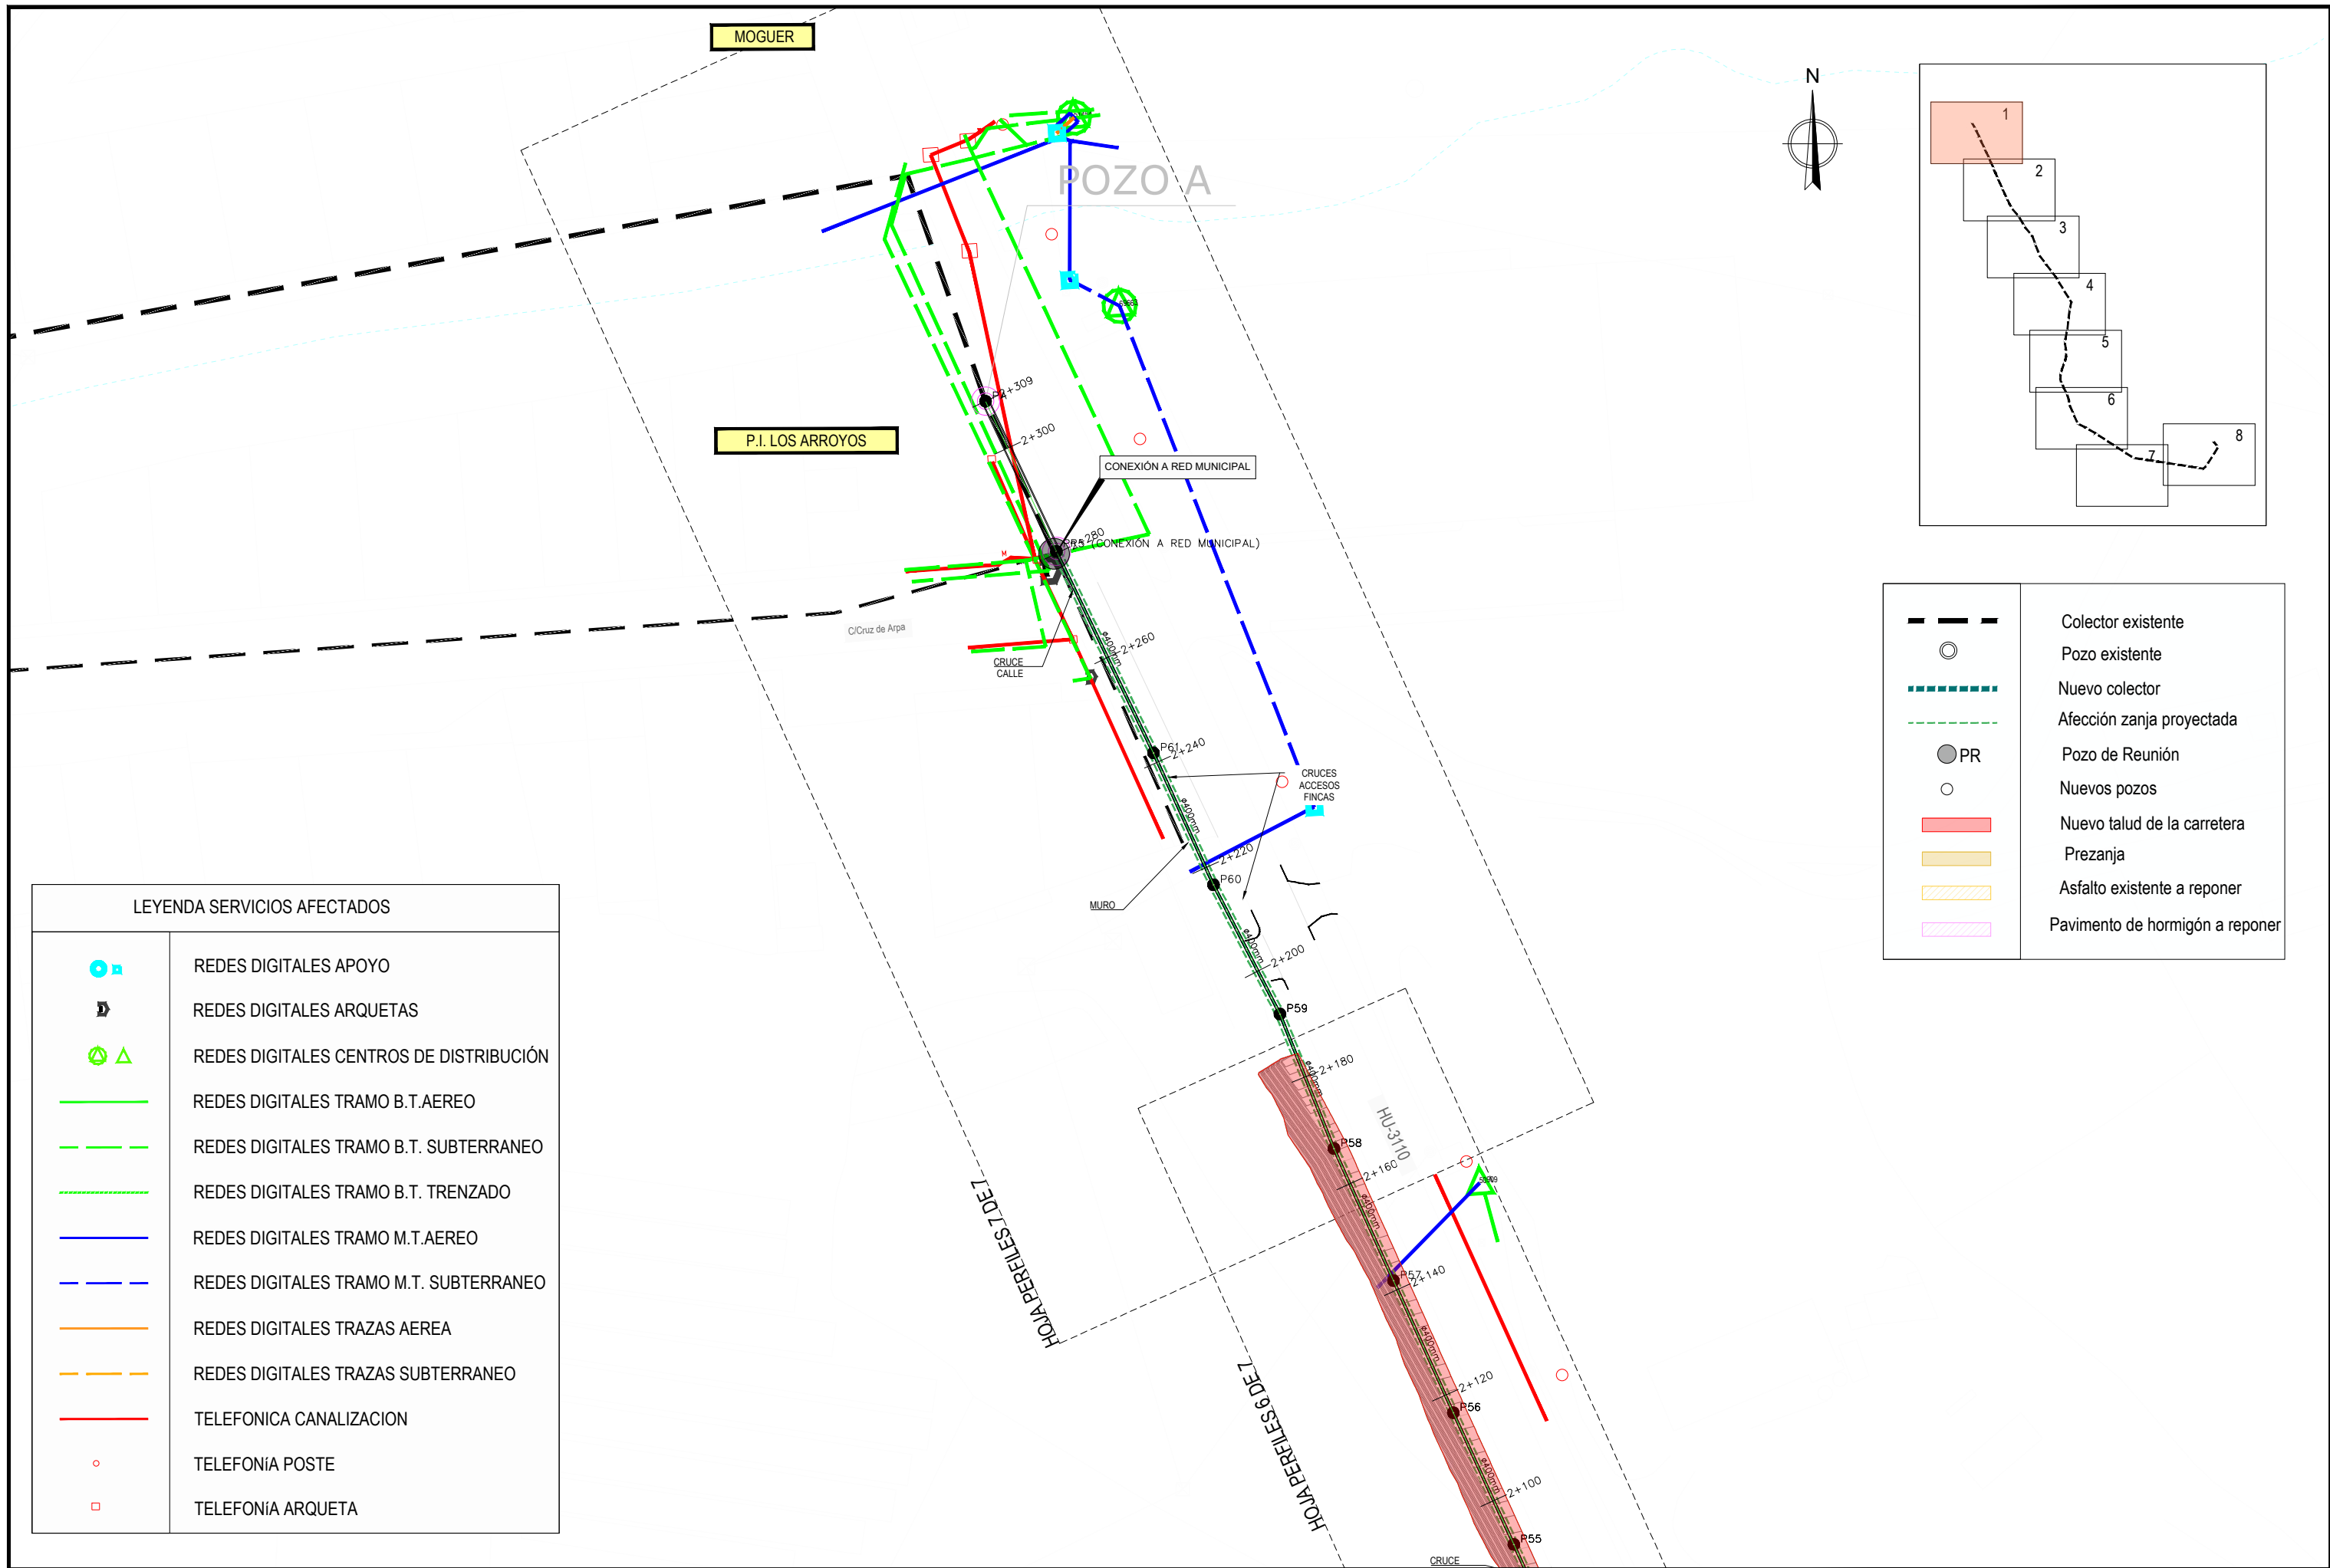 MOGUER
N
1
2
3
4
5
6
7
8
POZO A
P.I. LOS ARROYOS
2+309
2+300
CONEXIÓN A RED MUNICIPAL
(CONEXIÓN A RED MUNICIPAL)
M
C/Cruz de Arpa
CRUCE
CALLE
ø400mm
2+260
P61
2+240
ø400mm
CRUCES
ACCESOS
FINCAS
2+220
P60
MURO
ø400mm
2+200
P59
2+180
ø400mm
HU-3110
P58
2+160
ø400mm
P57
2+140
ø400mm
2+120
P56
ø400mm
2+100
P55
CRUCE
HOJA PERFILES 7 DE 7
HOJA PERFILES 6 DE 7
Colector existente
Pozo existente
Nuevo colector
Afección zanja proyectada
PR
Pozo de Reunión
Nuevos pozos
Nuevo talud de la carretera
Prezanja
Asfalto existente a reponer
Pavimento de hormigón a reponer
LEYENDA SERVICIOS AFECTADOS
REDES DIGITALES APOYO
REDES DIGITALES ARQUETAS
REDES DIGITALES CENTROS DE DISTRIBUCIÓN
REDES DIGITALES TRAMO B.T.AEREO
REDES DIGITALES TRAMO B.T. SUBTERRANEO
REDES DIGITALES TRAMO B.T. TRENZADO
REDES DIGITALES TRAMO M.T.AEREO
REDES DIGITALES TRAMO M.T. SUBTERRANEO
REDES DIGITALES TRAZAS AEREA
REDES DIGITALES TRAZAS SUBTERRANEO
TELEFONICA CANALIZACION
TELEFONíA POSTE
TELEFONíA ARQUETA